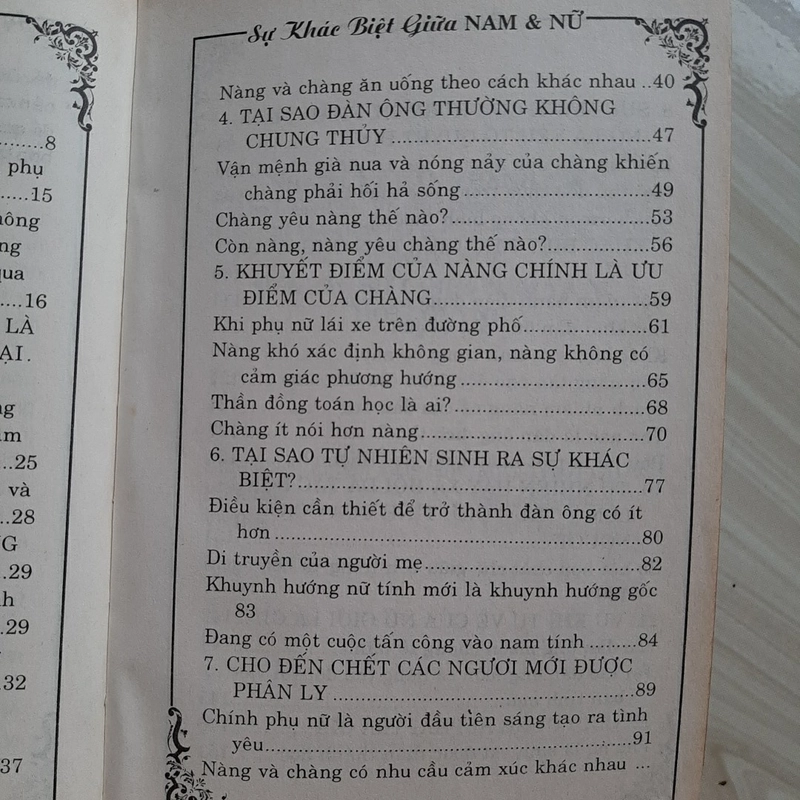 ........8
phụ
.....15
ng
qua
....16
LÀ
ẠI.
ng
..25
và
...28
G
..29
h
..29
.32
37
Sự Khác Biệt Giữa NAM & NỮ
Nàng và chàng ăn uống theo cách khác nhau ..40
4. TẠI SAO ĐÀN ÔNG THƯỜNG KHÔNG
CHUNG THỦY ....................................47
Vận mệnh già nua và nóng nảy của chàng khiến
chàng phải hối hả sống .........................49
Chàng yêu nàng thế nào?............................53
Còn nàng, nàng yêu chàng thế nào?..............56
5. KHUYẾT ĐIỂM CỦA NÀNG CHÍNH LÀ ƯU
ĐIỂM CỦA CHÀNG................................59
Khi phụ nữ lái xe trên đường phố.................61
Nàng khó xác định không gian, nàng không có
cảm giác phương hướng.........................65
Thần đồng toán học là ai?...........................68
Chàng ít nói hơn nàng................................70
6. TẠI SAO TỰ NHIÊN SINH RA SỰ KHÁC
BIỆT?....................................................77
Điều kiện cần thiết để trở thành đàn ông có ít
hơn ......................................................80
Di truyền của người mẹ..............................82
Khuynh hướng nữ tính mới là khuynh hướng gốc
83
Đang có một cuộc tấn công vào nam tính .........84
7. CHO ĐẾN CHẾT CÁC NGƯƠI MỚI ĐƯỢC
PHÂN LY .............................................89
Chính phụ nữ là người đầu tiên sáng tạo ra tình
yêu.......................................................91
Nàng và chàng có nhu cầu cảm xúc khác nhau ...